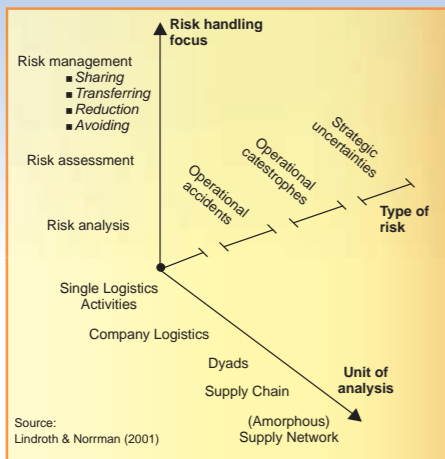 Risk handling
focus
Risk management
■ Sharing
■ Transferring
■ Reduction
■ Avoiding
Risk assessment
Risk analysis
Operational
accidents
Operational
catestrophes
Strategic
uncertainties
Type of
risk
Single Logistics
Activities
Company Logistics
Dyads
Supply Chain
(Amorphous)
Supply Network
Unit of
analysis
Source:
Lindroth & Norrman (2001)